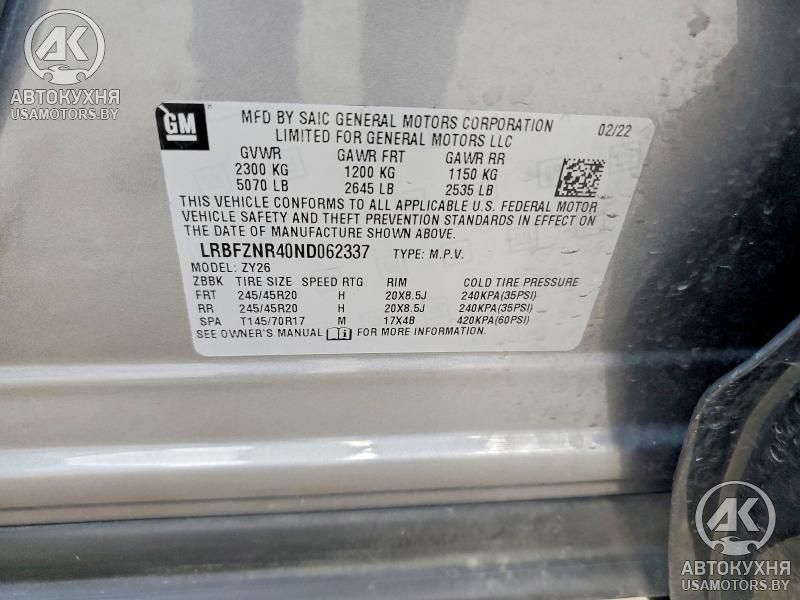 AK
АВТОКУХНЯ
USAMOTORS.BY
GM
MFD BY SAIC GENERAL MOTORS CORPORATION 02/22
LIMITED FOR GENERAL MOTORS LLC
GVWR GAWR FRT GAWR RR
2300 KG 1200 KG 1150 KG
5070 LB 2645 LB 2535 LB
THIS VEHICLE CONFORMS TO ALL APPLICABLE U.S. FEDERAL MOTOR
VEHICLE SAFETY AND THEFT PREVENTION STANDARDS IN EFFECT ON
THE DATE OF MANUFACTURE SHOWN ABOVE.
LRBFZNR40ND062337 TYPE: M.P.V.
MODEL: ZY26
ZBBK TIRE SIZE SPEED RTG RIM COLD TIRE PRESSURE
FRT 245/45R20 H 20X8.5J 240KPA(35PSI)
RR 245/45R20 H 20X8.5J 240KPA(35PSI)
SPA T145/70R17 M 17X4B 420KPA(60PSI)
SEE OWNER'S MANUAL i FOR MORE INFORMATION.
AK
АВТОКУХНЯ
USAMOTORS.BY